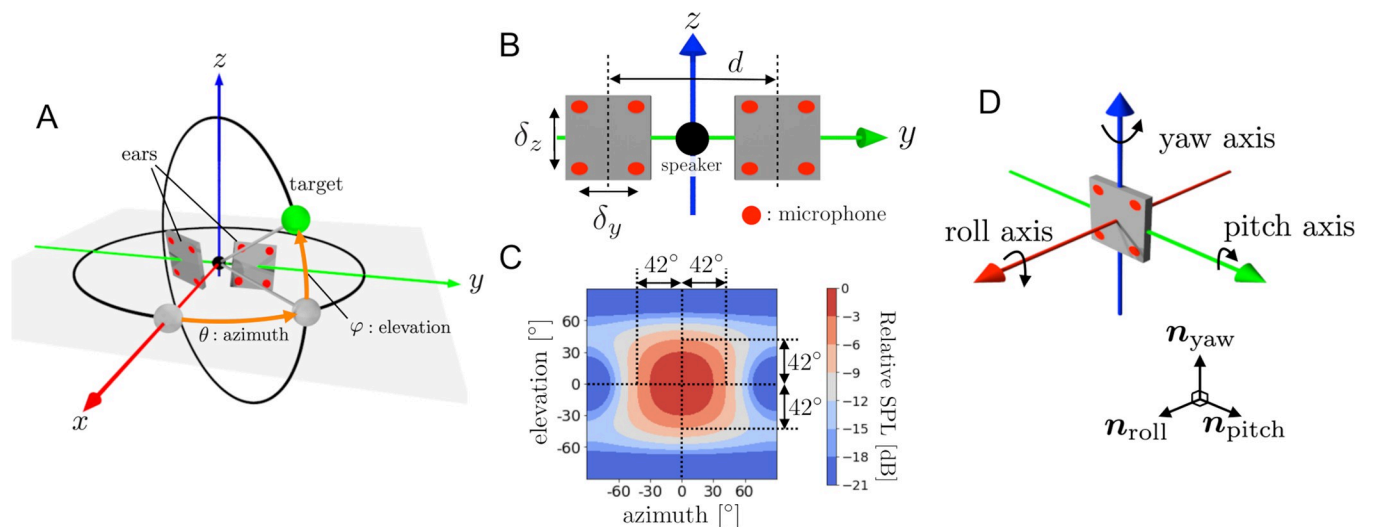 A
z
ears
target
y
θ : azimuth
φ : elevation
x
B
z
d
δz
y
speaker
δy
: microphone
C
42° 42°
60
30
0
-30
-60
elevation [°]
42°
42°
-60 -30 0 30 60
azimuth [°]
0
−3
−6
−9
−12
−15
−18
−21
Relative SPL [dB]
D
yaw axis
roll axis
pitch axis
nyaw
nroll
npitch